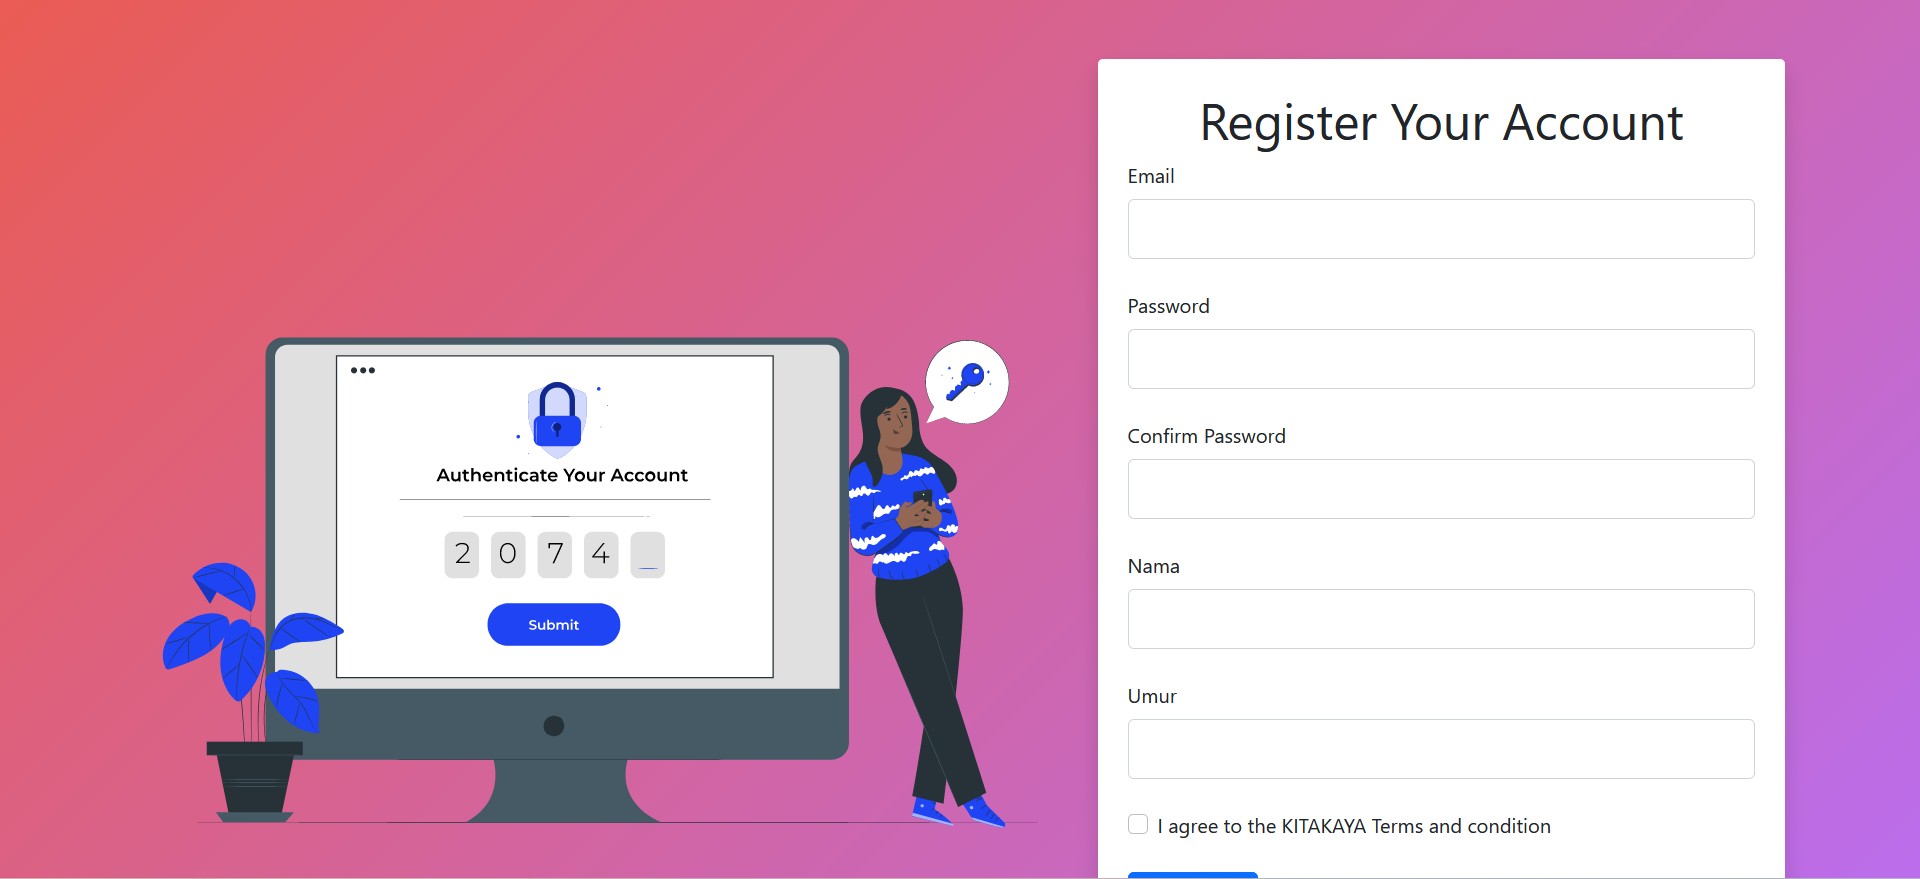 Register Your Account
Email
Password
Confirm Password
Nama
Umur
I agree to the KITAKAYA Terms and condition
Authenticate Your Account
2 0 7 4 _
Submit